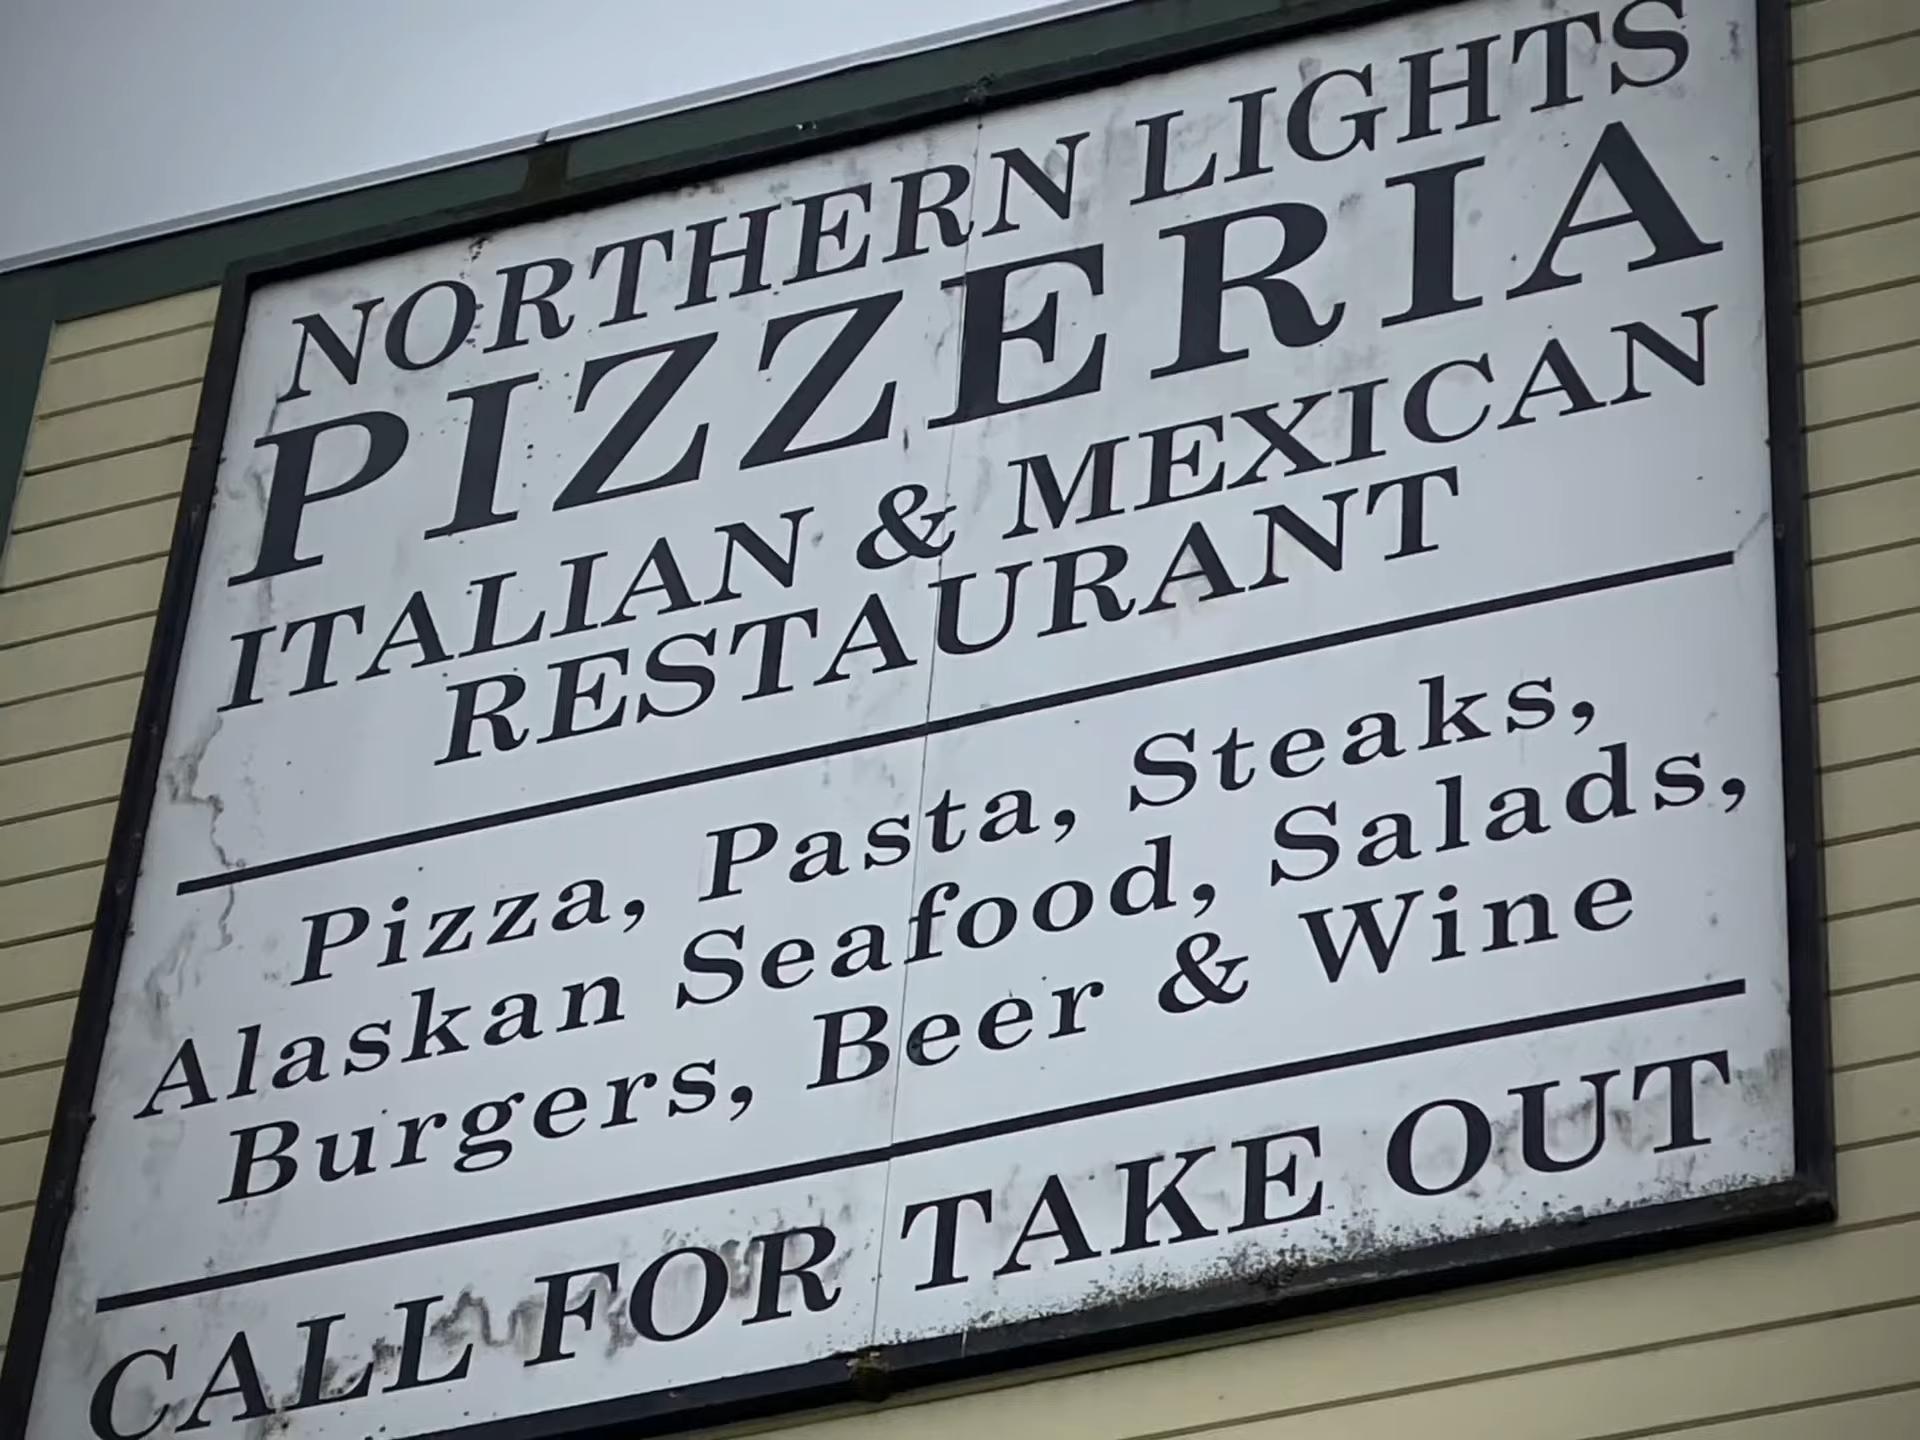 NORTHERN LIGHTS
PIZZERIA
ITALIAN & MEXICAN
RESTAURANT
Pizza, Pasta, Steaks,
Alaskan Seafood, Salads,
Burgers, Beer & Wine
CALL FOR TAKE OUT